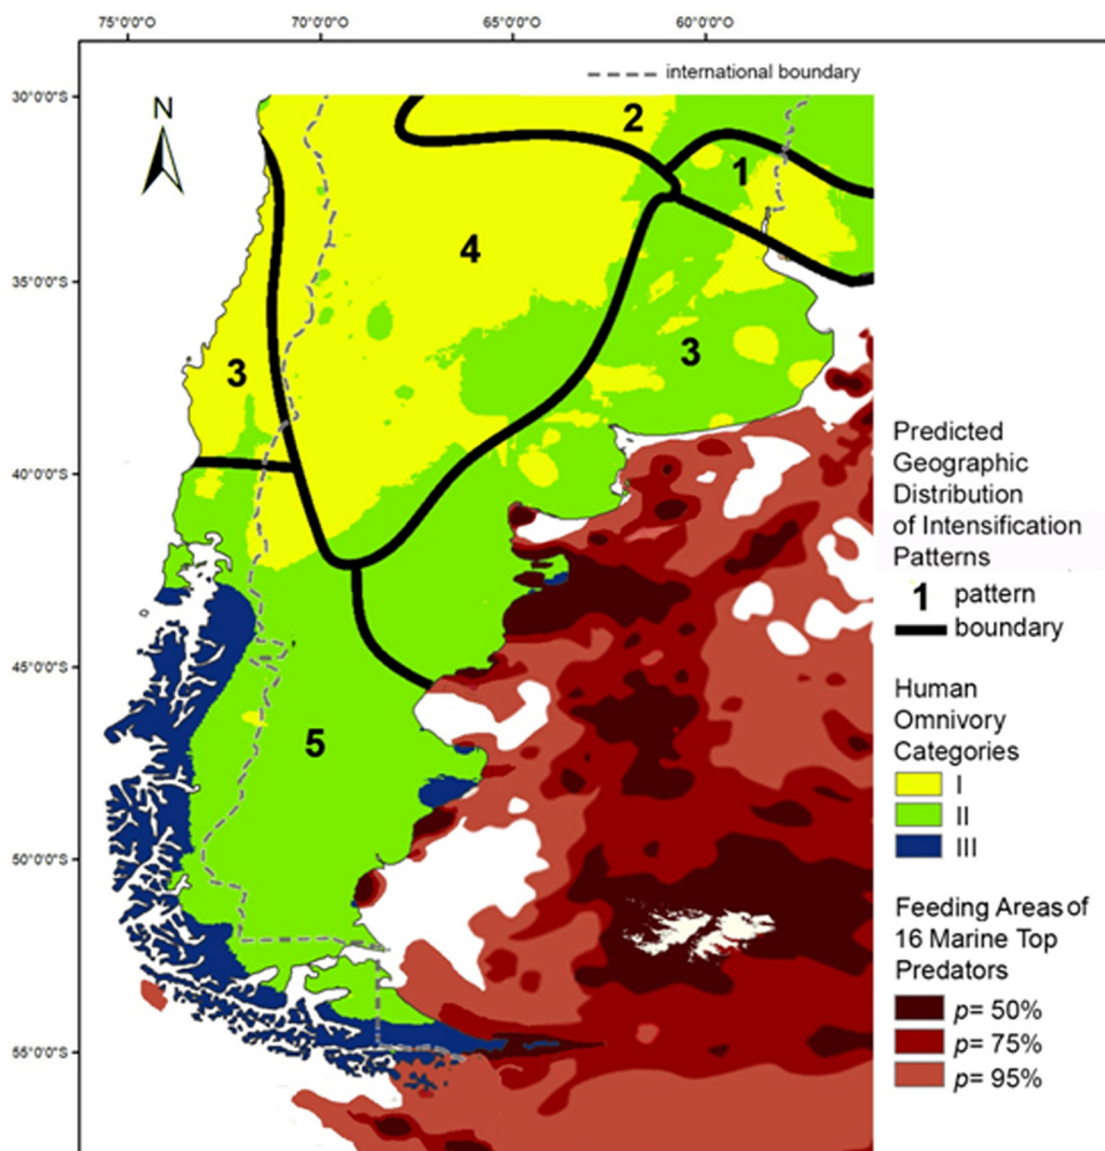 75°0'0"O 70°0'0"O 65°0'0"O 60°0'0"O
international boundary
30°0'0"S
N
2
1
4
35°0'0"S
3
3
40°0'0"S
45°0'0"S
5
50°0'0"S
55°0'0"S
Predicted
Geographic
Distribution
of Intensification
Patterns
1 pattern
boundary
Human
Omnivory
Categories
I
II
III
Feeding Areas of
16 Marine Top
Predators
p= 50%
p= 75%
p= 95%